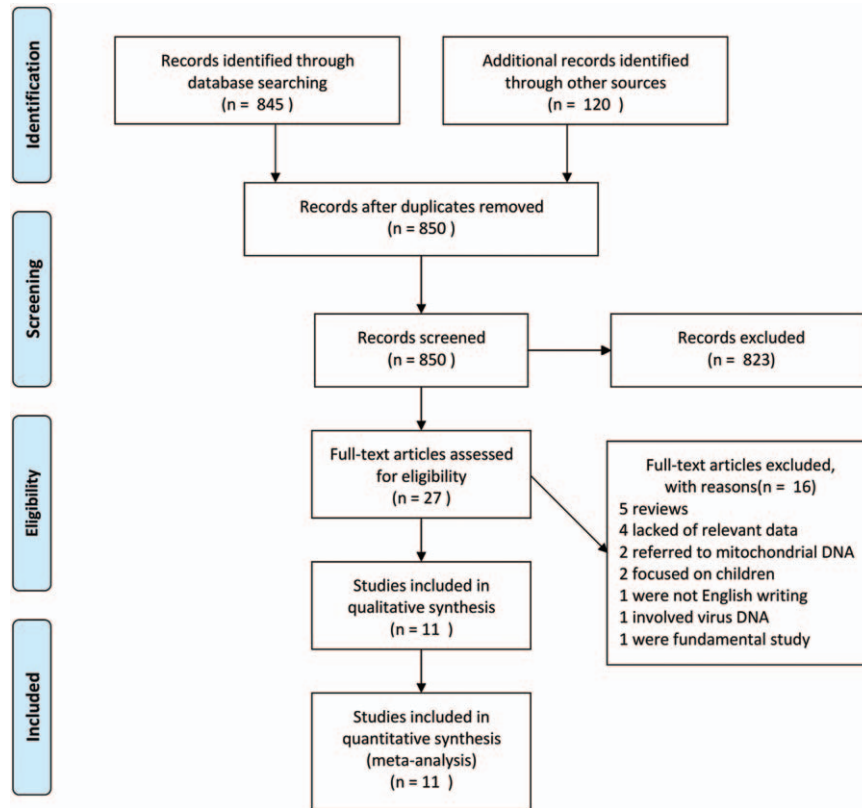 Identification
Records identified through
database searching
(n = 845 )
Additional records identified
through other sources
(n = 120 )
Screening
Records after duplicates removed
(n = 850 )
Records screened
(n = 850 )
Records excluded
(n = 823)
Eligibility
Full-text articles assessed
for eligibility
(n = 27 )
Full-text articles excluded,
with reasons(n = 16)
5 reviews
4 lacked of relevant data
2 referred to mitochondrial DNA
2 focused on children
1 were not English writing
1 involved virus DNA
1 were fundamental study
Studies included in
qualitative synthesis
(n = 11 )
Included
Studies included in
quantitative synthesis
(meta-analysis)
(n = 11 )